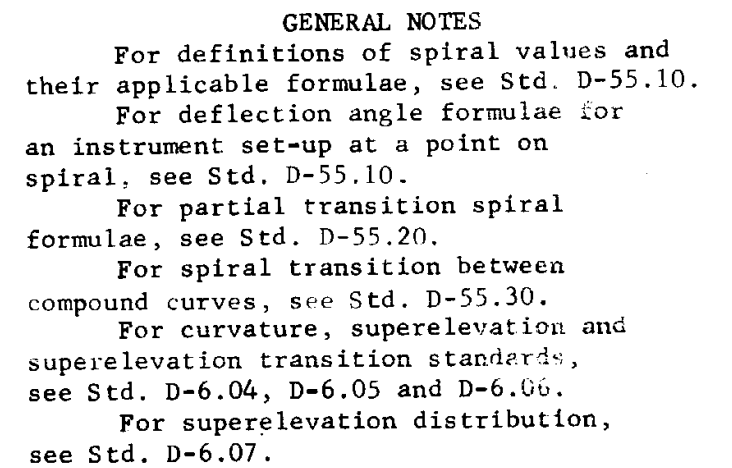 GENERAL NOTES
For definitions of spiral values and
their applicable formulae, see Std. D-55.10.
For deflection angle formulae for
an instrument set-up at a point on
spiral, see Std. D-55.10.
For partial transition spiral
formulae, see Std. D-55.20.
For spiral transition between
compound curves, see Std. D-55.30.
For curvature, superelevation and
superelevation transition standards,
see Std. D-6.04, D-6.05 and D-6.06.
For superelevation distribution,
see Std. D-6.07.